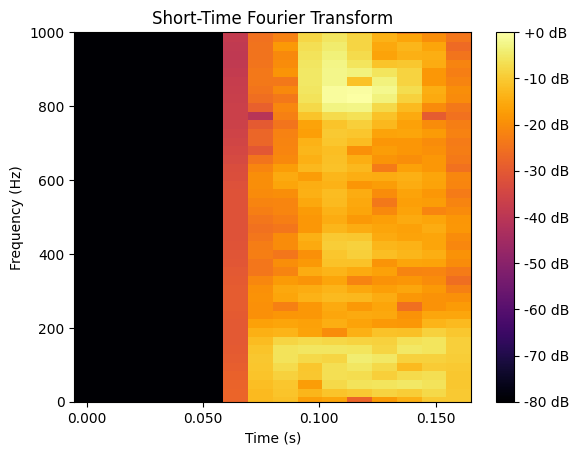 Short-Time Fourier Transform
1000
800
600
400
200
0
Frequency (Hz)
0.000
0.050
0.100
0.150
Time (s)
+0 dB
-10 dB
-20 dB
-30 dB
-40 dB
-50 dB
-60 dB
-70 dB
-80 dB